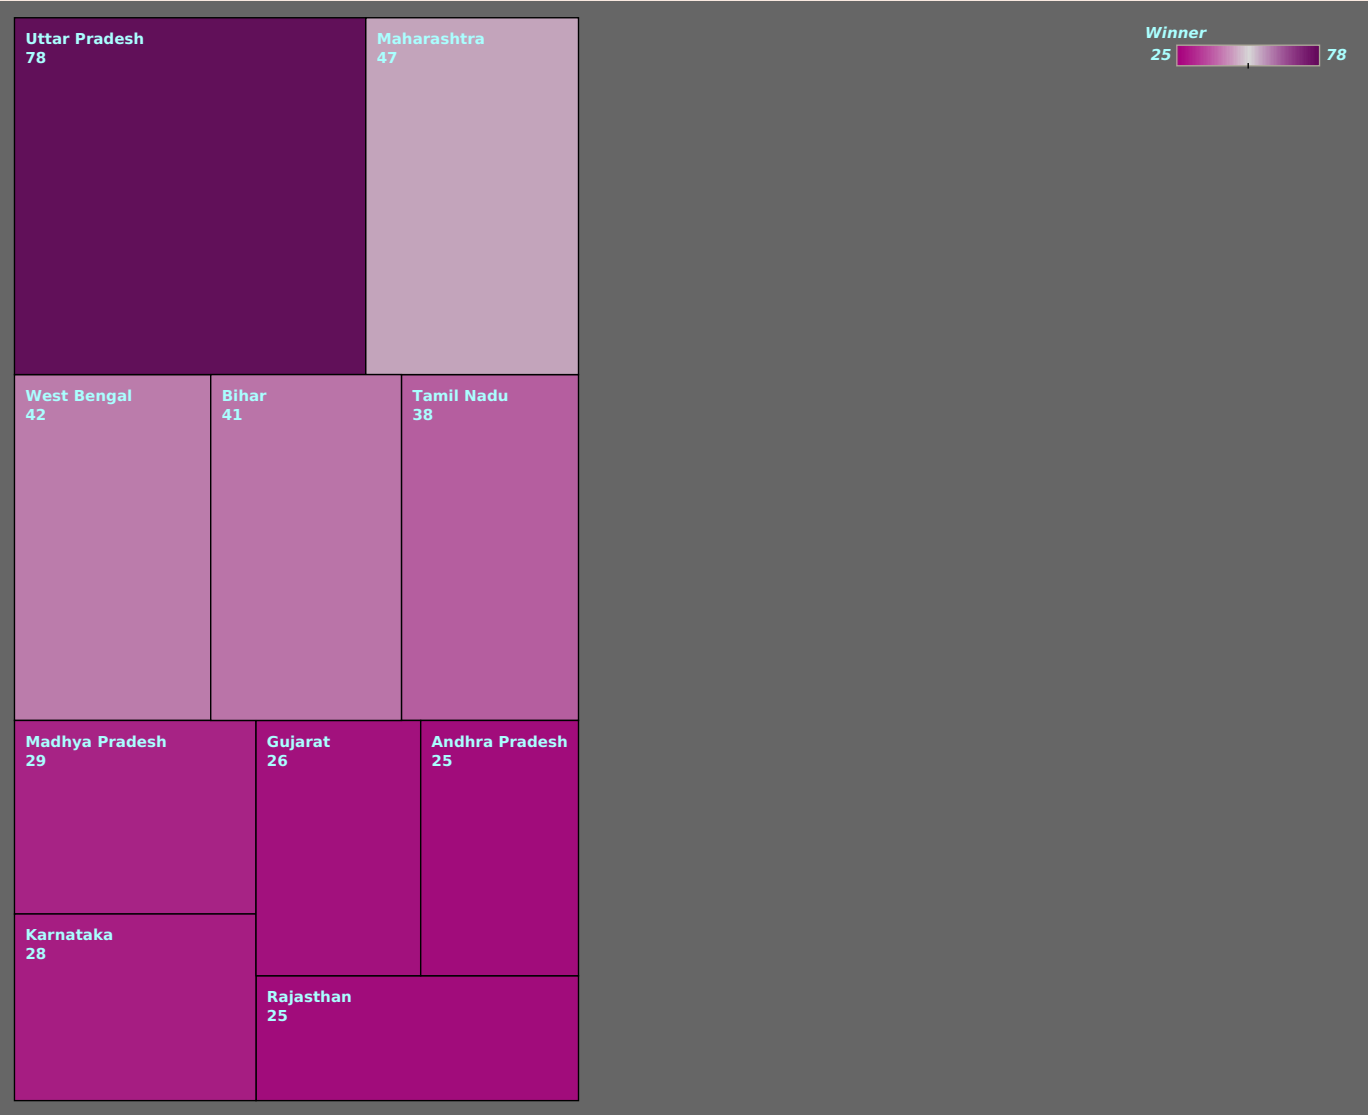 Uttar Pradesh
78
Maharashtra
47
Winner
25 78
West Bengal
42
Bihar
41
Tamil Nadu
38
Madhya Pradesh
29
Gujarat
26
Andhra Pradesh
25
Karnataka
28
Rajasthan
25